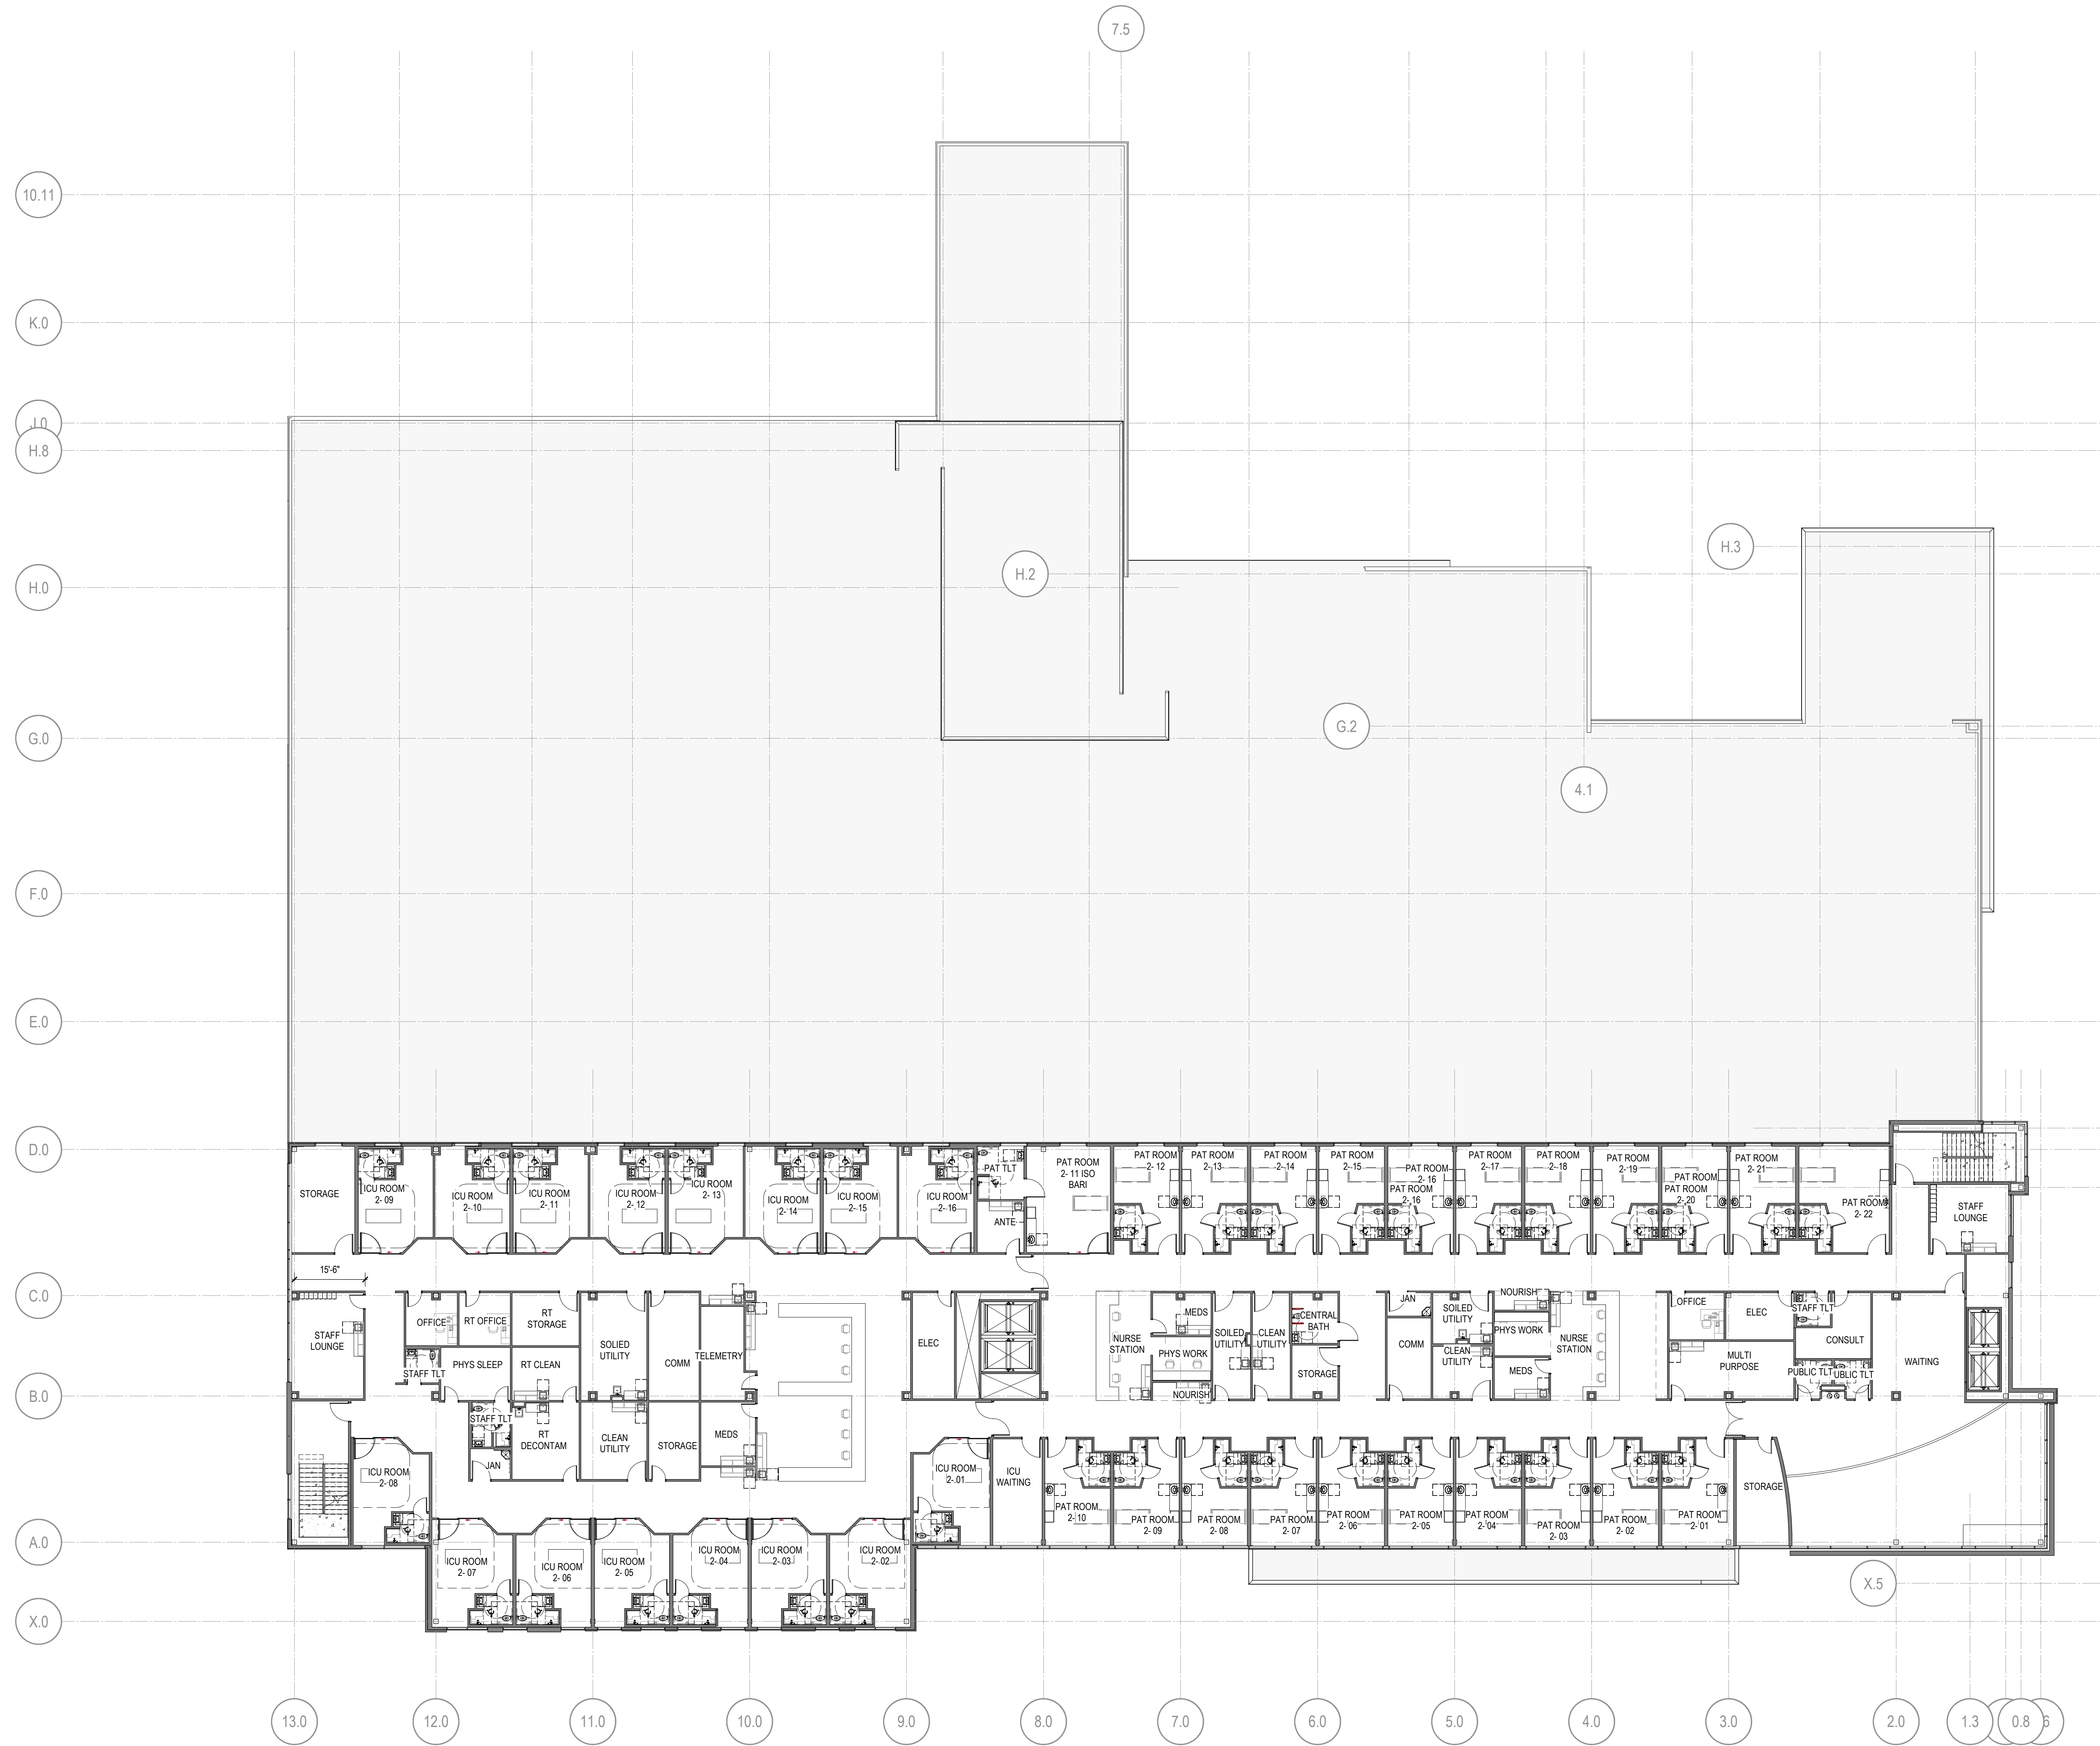 7.5
10.11
K.0
J.0
H.8
H.3
H.2
H.0
G.2
G.0
4.1
F.0
E.0
D.0
STORAGE
ICU ROOM
2- 09
ICU ROOM
2- 10
ICU ROOM
2- 11
ICU ROOM
2- 12
ICU ROOM
2- 13
ICU ROOM
2- 14
ICU ROOM
2- 15
ICU ROOM
2- 16
PAT TLT
ANTE
PAT ROOM
2- 11 ISO
BARI
PAT ROOM
2- 12
PAT ROOM
2- 13
PAT ROOM
2- 14
PAT ROOM
2- 15
PAT ROOM
2- 16
PAT ROOM
2- 16
PAT ROOM
2- 17
PAT ROOM
2- 18
PAT ROOM
2- 19
PAT ROOM
2- 20
PAT ROOM
2- 21
PAT ROOM
2- 22
STAFF
LOUNGE
15'-6"
C.0
STAFF
LOUNGE
OFFICE
RT OFFICE
RT
STORAGE
SOLIED
UTILITY
COMM
TELEMETRY
ELEC
STAFF TLT
PHYS SLEEP
RT CLEAN
NURSE
STATION
MEDS
PHYS WORK
NOURISH
SOILED
UTILITY
CLEAN
UTILITY
CENTRAL
BATH
STORAGE
JAN
COMM
SOILED
UTILITY
CLEAN
UTILITY
NOURISH
PHYS WORK
MEDS
NURSE
STATION
OFFICE
ELEC
STAFF TLT
CONSULT
MULTI
PURPOSE
PUBLIC TLT
UBLIC TLT
WAITING
B.0
STAFF TLT
JAN
RT
DECONTAM
CLEAN
UTILITY
STORAGE
MEDS
ICU ROOM
2- 08
ICU ROOM
2- 01
ICU
WAITING
PAT ROOM
2- 10
PAT ROOM
2- 09
PAT ROOM
2- 08
PAT ROOM
2- 07
PAT ROOM
2- 06
PAT ROOM
2- 05
PAT ROOM
2- 04
PAT ROOM
2- 03
PAT ROOM
2- 02
PAT ROOM
2- 01
STORAGE
A.0
ICU ROOM
2- 07
ICU ROOM
2- 06
ICU ROOM
2- 05
ICU ROOM
2- 04
ICU ROOM
2- 03
ICU ROOM
2- 02
X.5
X.0
13.0
12.0
11.0
10.0
9.0
8.0
7.0
6.0
5.0
4.0
3.0
2.0
1.3
0.8
6